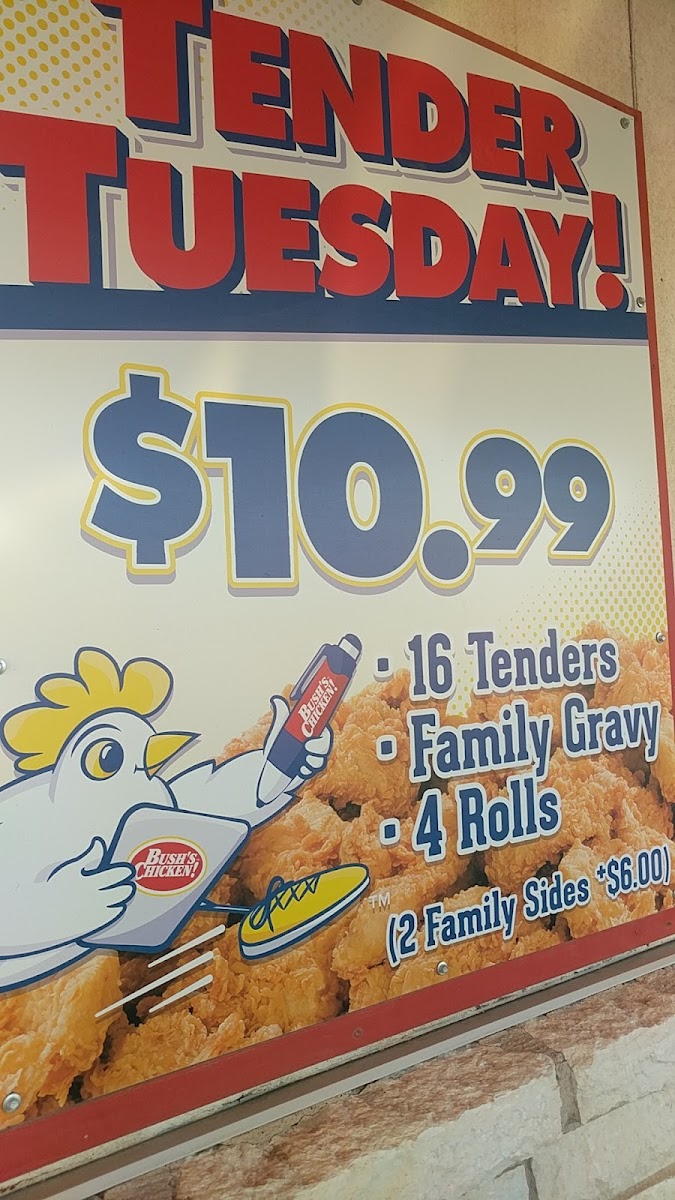 TENDER
TUESDAY!
$10.99
· 16 Tenders
· Family Gravy
· 4 Rolls
(2 Family Sides +$6.00)
BUSH'S
CHICKEN!
BUSH'S
CHICKEN!
TM